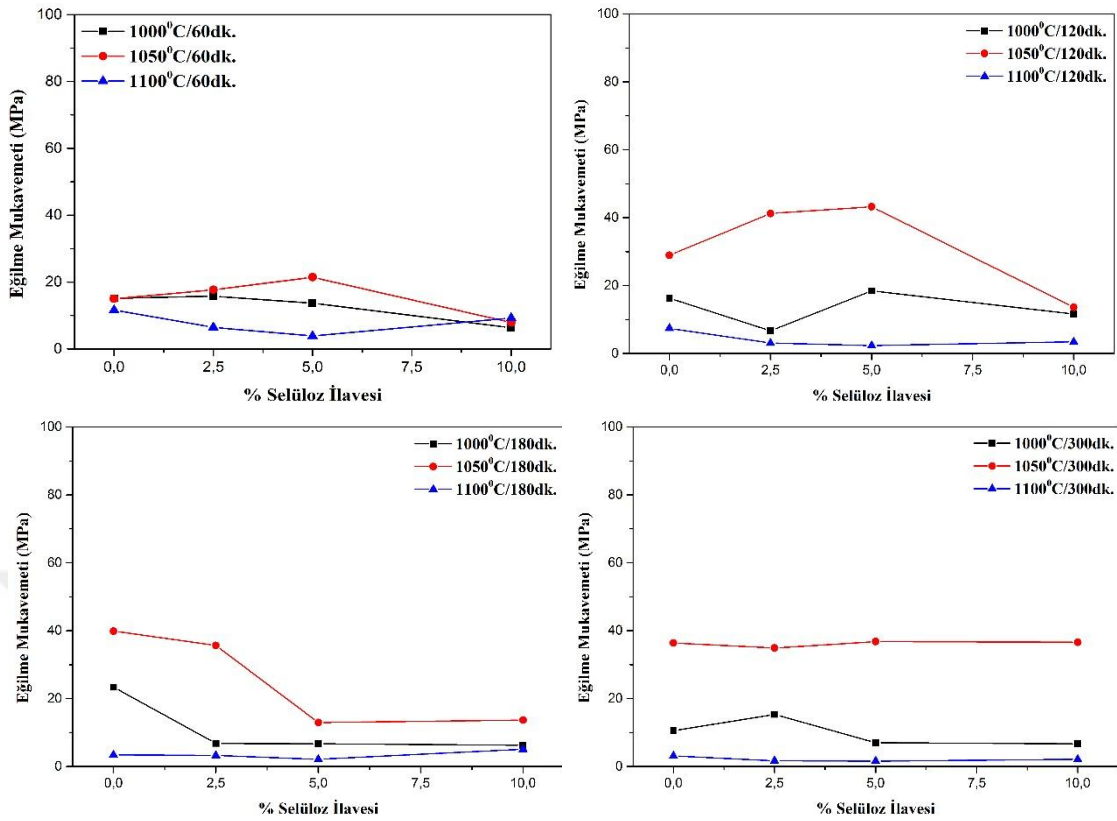 1000⁰C/60dk.
1050⁰C/60dk.
1100⁰C/60dk.
Eğilme Mukavemeti (MPa)
100
80
60
40
20
0
0,0 2,5 5,0 7,5 10,0
% Selüloz İlavesi
1000⁰C/120dk.
1050⁰C/120dk.
1100⁰C/120dk.
Eğilme Mukavemeti (MPa)
100
80
60
40
20
0
0,0 2,5 5,0 7,5 10,0
% Selüloz İlavesi
1000⁰C/180dk.
1050⁰C/180dk.
1100⁰C/180dk.
Eğilme Mukavemeti (MPa)
100
80
60
40
20
0
0,0 2,5 5,0 7,5 10,0
% Selüloz İlavesi
1000⁰C/300dk.
1050⁰C/300dk.
1100⁰C/300dk.
Eğilme Mukavemeti (MPa)
100
80
60
40
20
0
0,0 2,5 5,0 7,5 10,0
% Selüloz İlavesi